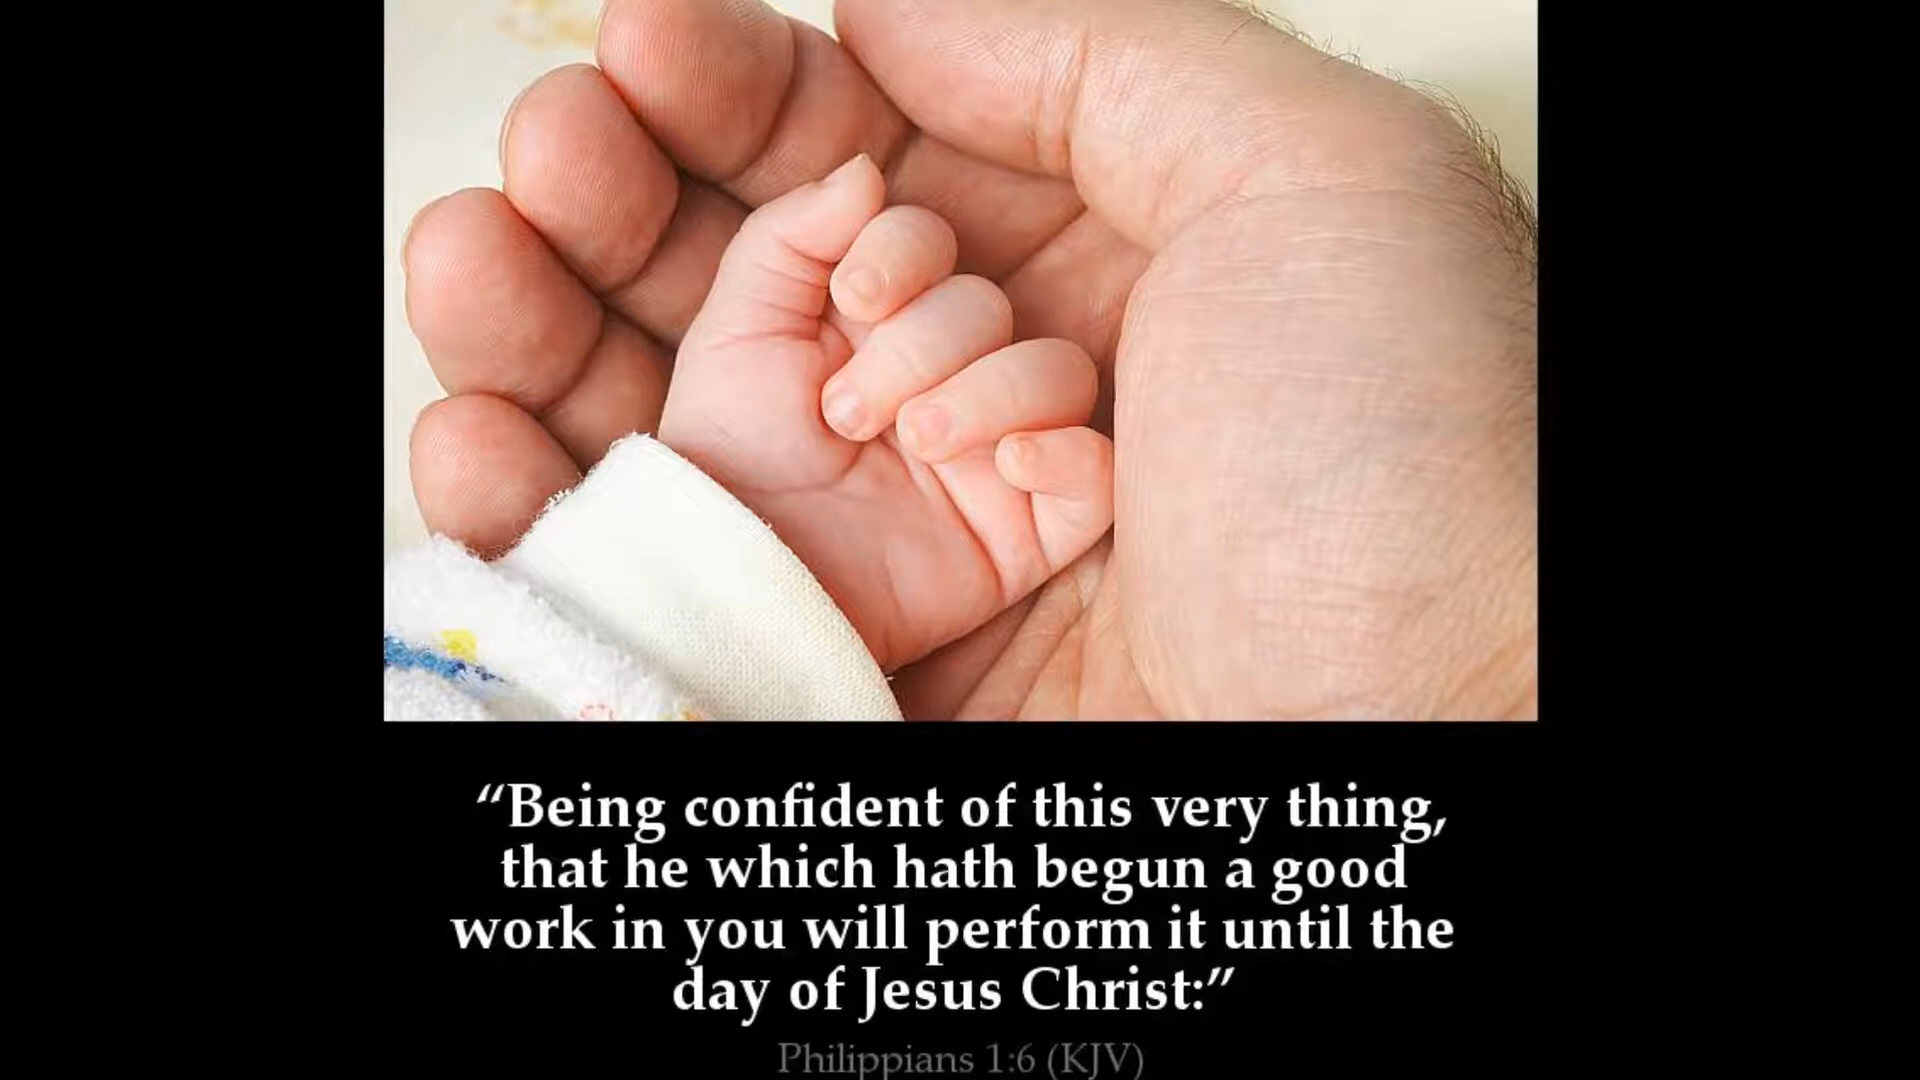 “Being confident of this very thing,
that he which hath begun a good
work in you will perform it until the
day of Jesus Christ:”
Philippians 1:6 (KJV)